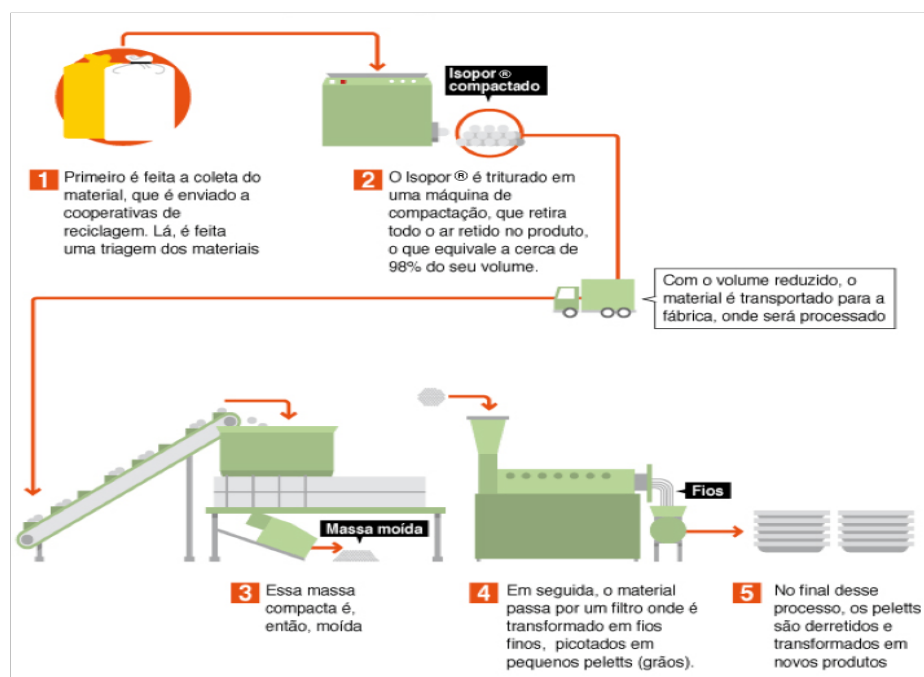 Isopor ®
compactado
1
Primeiro é feita a coleta do
material, que é enviado a
cooperativas de
reciclagem. Lá, é feita
uma triagem dos materiais
2
O Isopor ® é triturado em
uma máquina de
compactação, que retira
todo o ar retido no produto,
o que equivale a cerca de
98% do seu volume.
Com o volume reduzido, o
material é transportado para a
fábrica, onde será processado
Massa moída
Fios
3
Essa massa
compacta é,
então, moída
4
Em seguida, o material
passa por um filtro onde é
transformado em fios
finos, picotados em
pequenos peletts (grãos).
5
No final desse
processo, os peletts
são derretidos e
transformados em
novos produtos